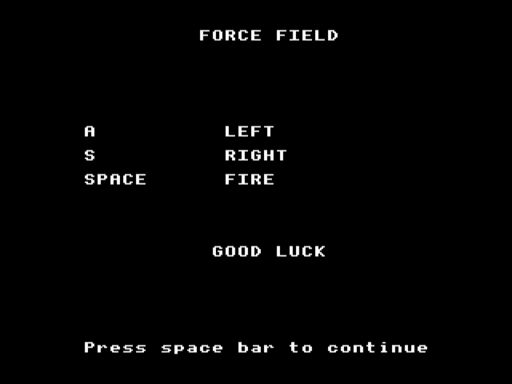 FORCE FIELD
A LEFT
S RIGHT
SPACE FIRE
GOOD LUCK
Press space bar to continue